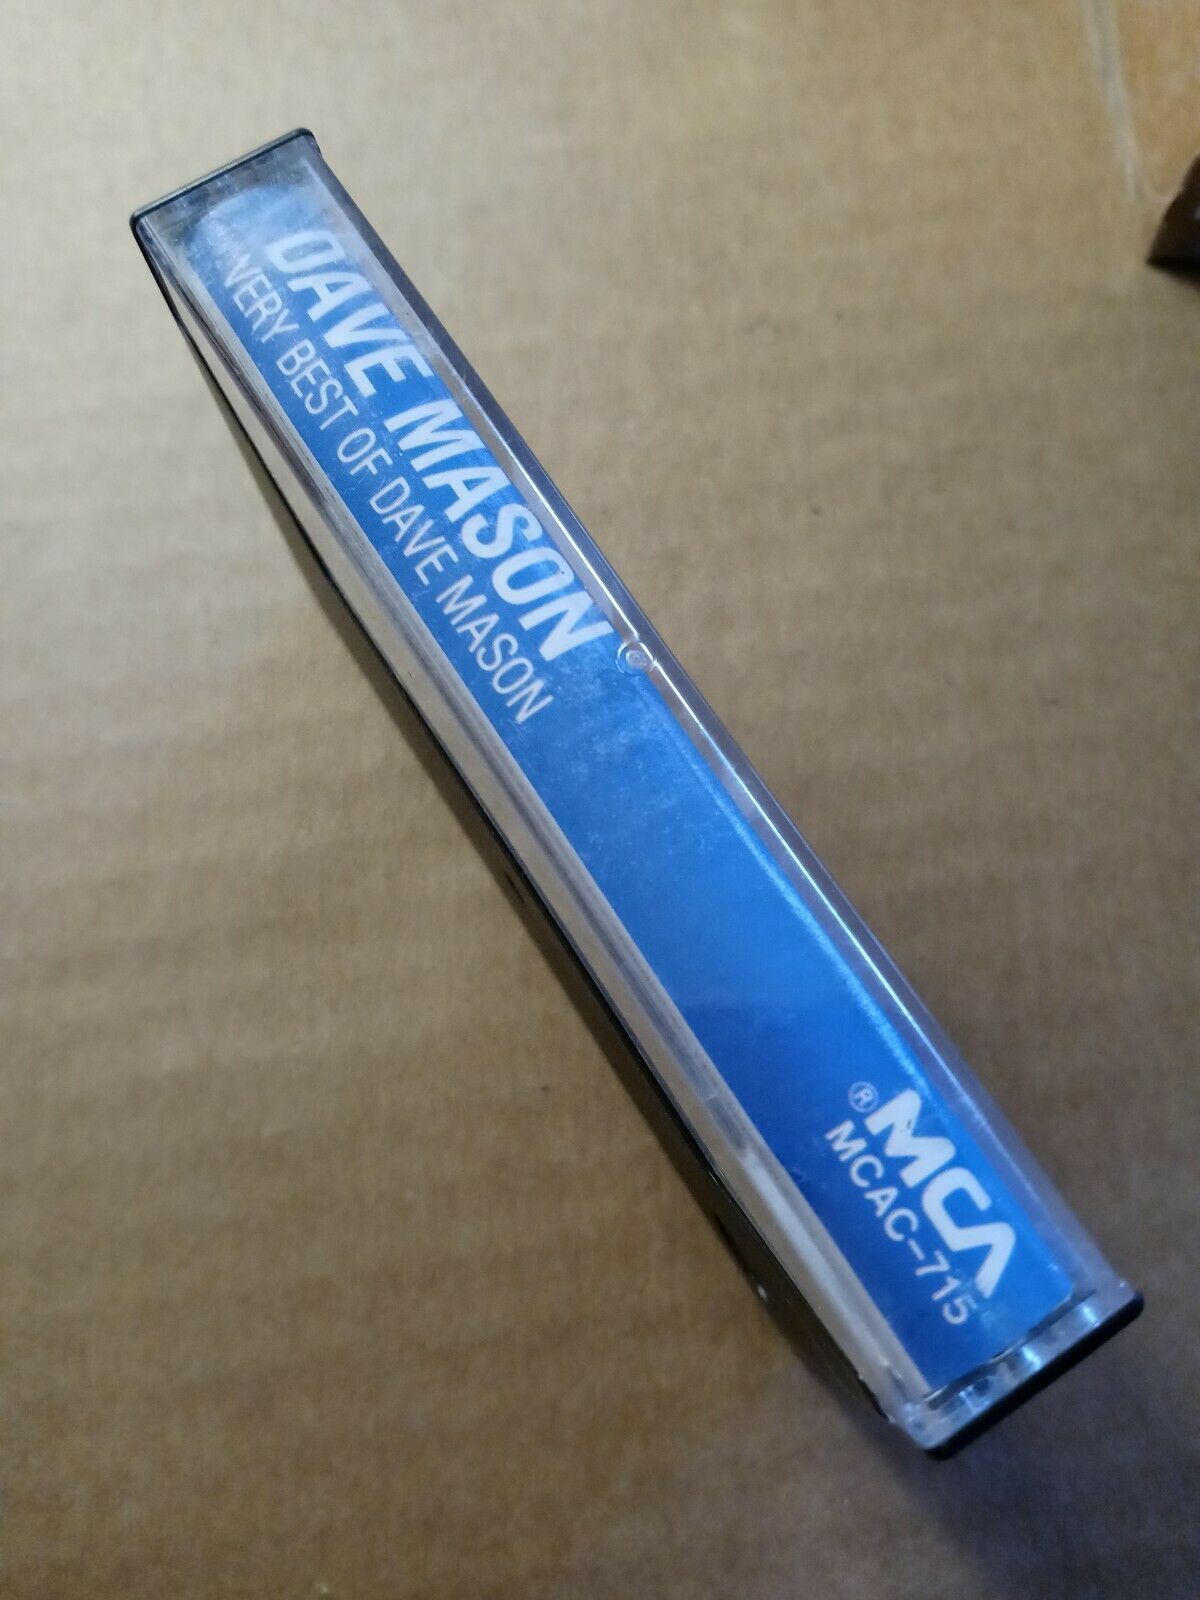 DAVE MASON
VERY BEST OF DAVE MASON
® MCA
MCAC-715